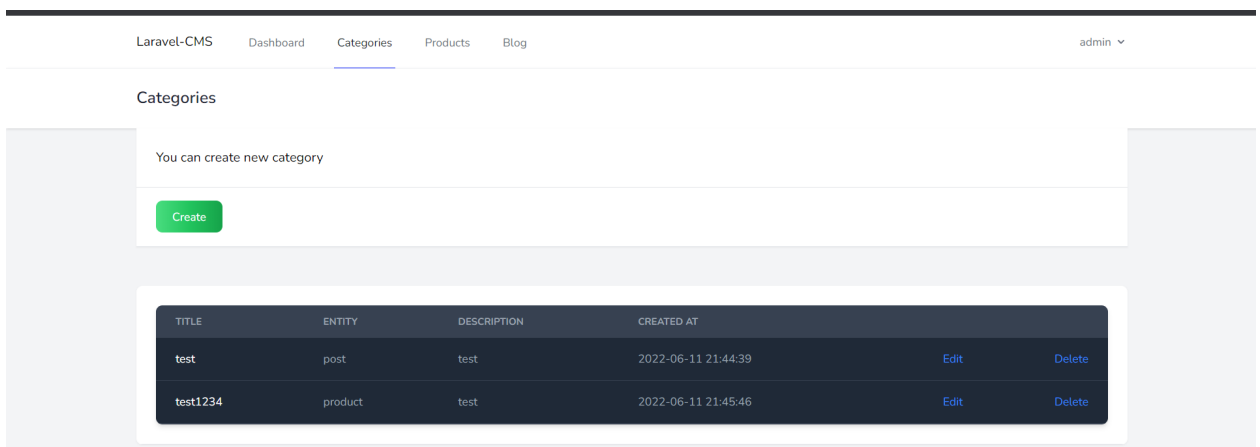 Laravel-CMS Dashboard Categories Products Blog admin
Categories
You can create new category
Create
TITLE ENTITY DESCRIPTION CREATED AT
test post test 2022-06-11 21:44:39 Edit Delete
test1234 product test 2022-06-11 21:45:46 Edit Delete